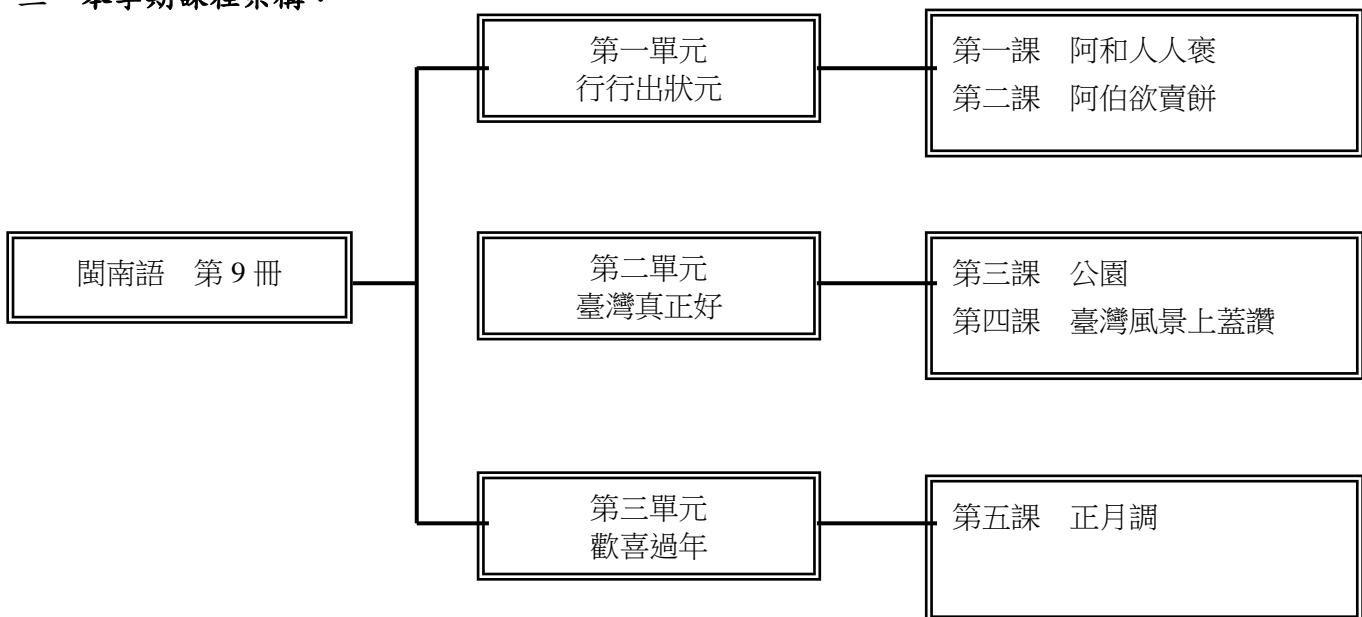 本學期課程架構：
閩南語　第 9 冊
第一單元
行行出狀元
第一課　阿和人人褒
第二課　阿伯欲賣餅
第二單元
臺灣真正好
第三課　公園
第四課　臺灣風景上蓋讚
第三單元
歡喜過年
第五課　正月調